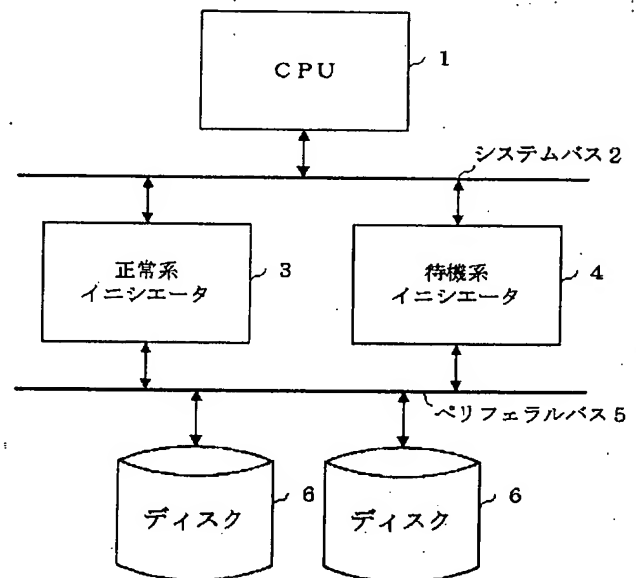 CPU
1
システムバス2
正常系
イニシエータ
3
待機系
イニシエータ
4
ペリフェラルバス5
ディスク
6
ディスク
6